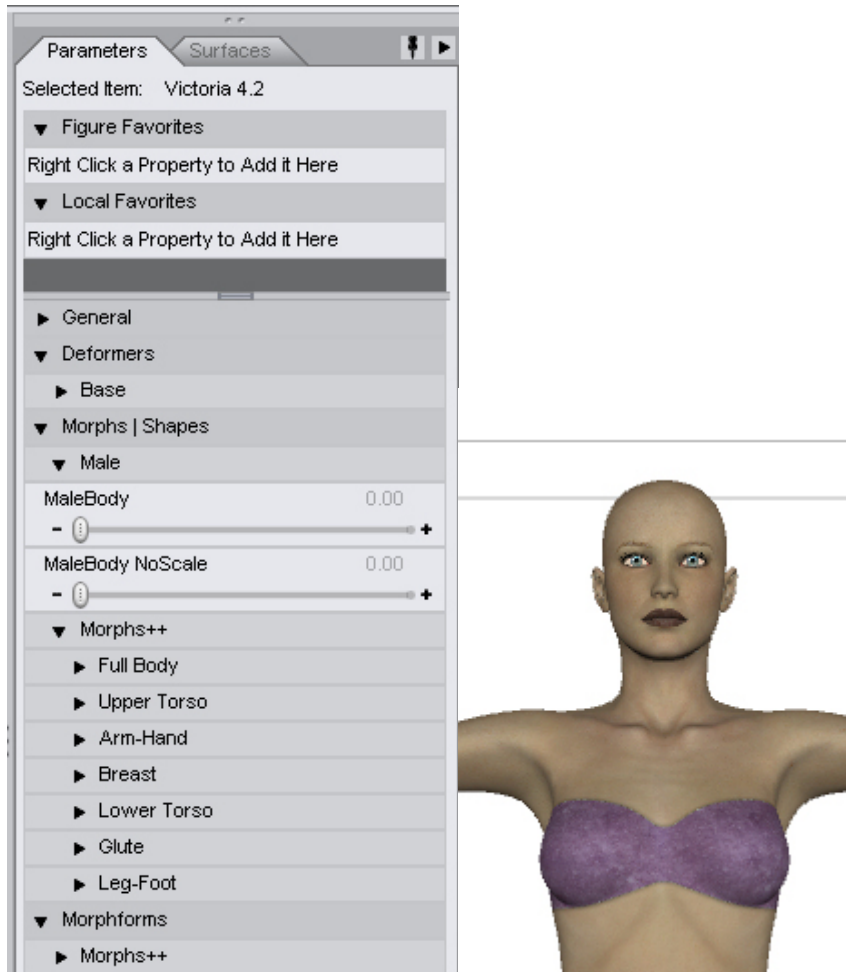 Parameters Surfaces
Selected Item: Victoria 4.2
Figure Favorites
Right Click a Property to Add it Here
Local Favorites
Right Click a Property to Add it Here
General
Deformers
Base
Morphs | Shapes
Male
MaleBody 0.00
- +
MaleBody NoScale 0.00
- +
Morphs++
Full Body
Upper Torso
Arm-Hand
Breast
Lower Torso
Glute
Leg-Foot
Morphforms
Morphs++